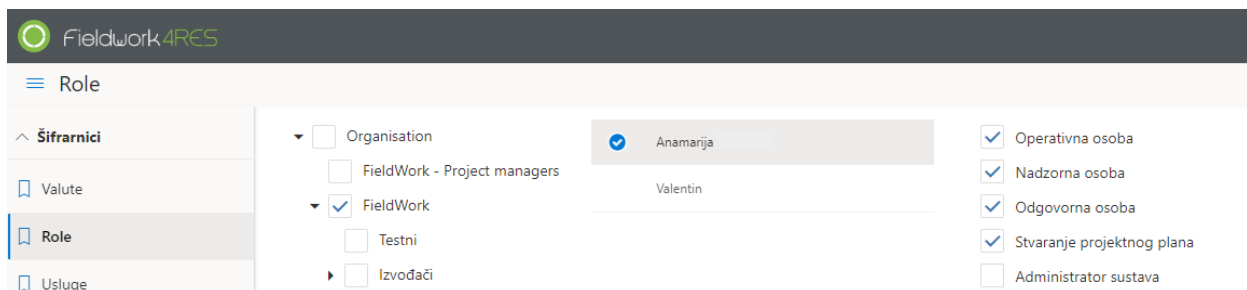 Fieldwork4RES
Role
Šifrarnici
Valute
Role
Usluge
Organisation
FieldWork - Project managers
FieldWork
Testni
Izvođači
Anamarija
Valentin
Operativna osoba
Nadzorna osoba
Odgovorna osoba
Stvaranje projektnog plana
Administrator sustava